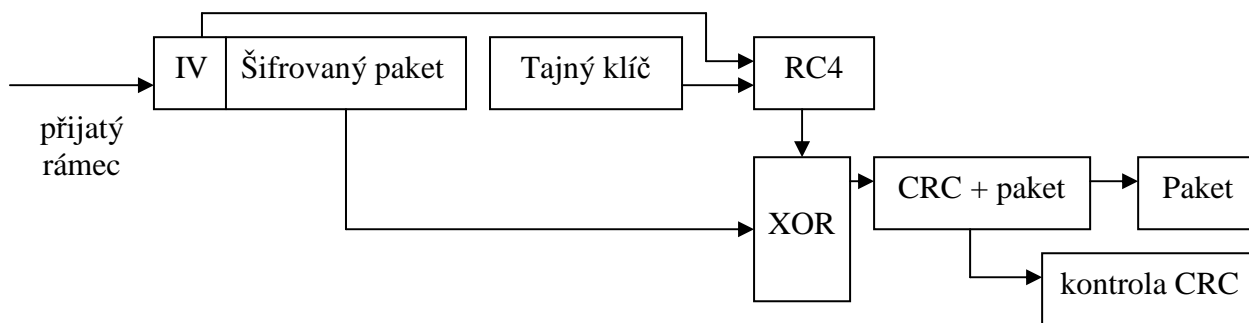 IV
Šifrovaný paket
Tajný klíč
RC4
přijatý
rámec
XOR
CRC + paket
Paket
kontrola CRC